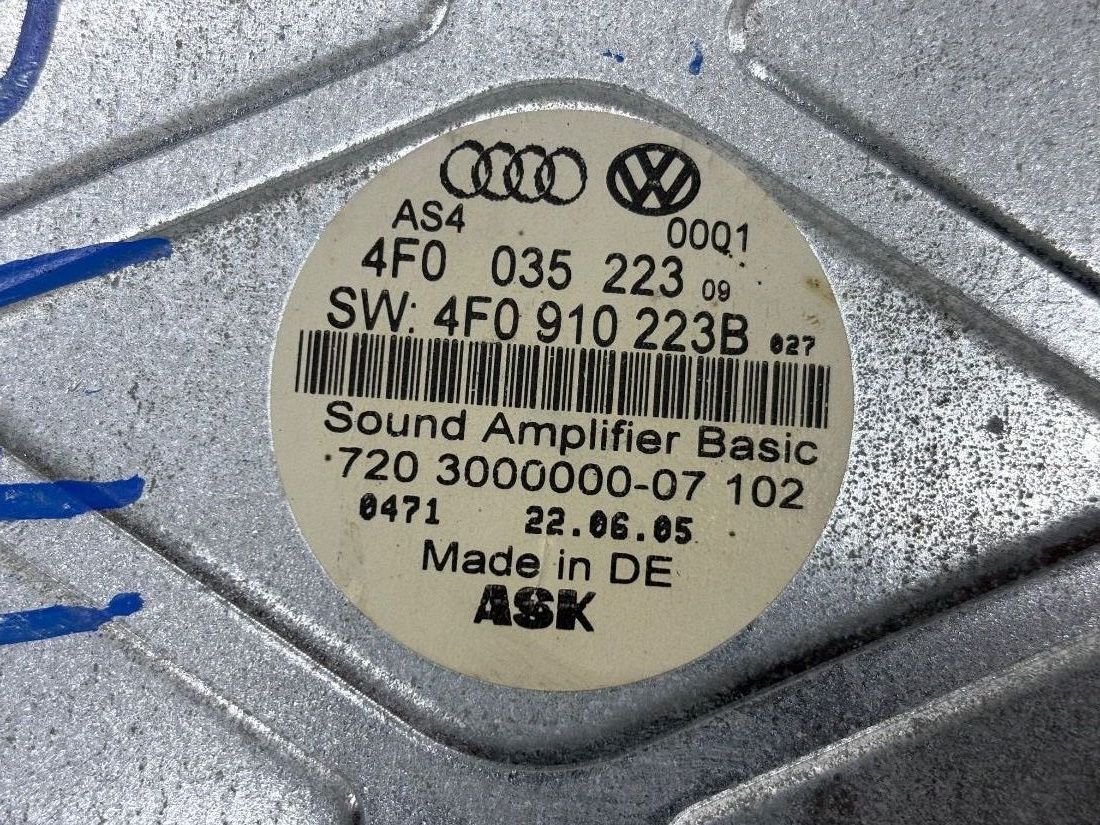 AS4 00Q1
4F0 035 223 09
SW: 4F0 910 223B 027
Sound Amplifier Basic
720 3000000-07 102
0471 22.06.05
Made in DE
ASK